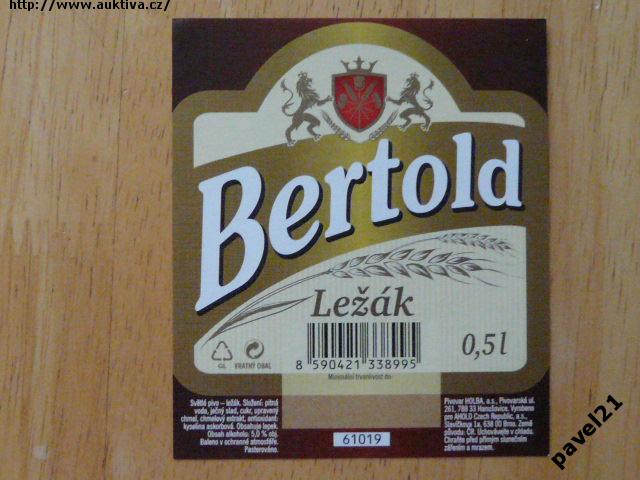 http://www.auktiva.cz/
Bertold
Ležák
0,5 l
GL
VRATNÝ OBAL
8 590421 338995
Minimální trvanlivost do:
Světlé pivo – ležák. Složení: pitná
voda, ječný slad, cukr, upravený
chmel, chmelový extrakt, antioxidant:
kyselina askorbová. Obsahuje lepek.
Obsah alkoholu: 5,0 % obj.
Baleno v ochranné atmosféře.
Pasterováno.
61019
Pivovar HOLBA, a.s., Pivovarská ul.
261, 788 33 Hanušovice. Vyrobeno
pro AHOLD Czech Republic, a.s.,
Slavíčkova 1a, 638 00 Brno. Země
původu: ČR. Uchovávejte v chladu.
Chraňte před přímým slunečním
zářením a mrazem.
pavel21